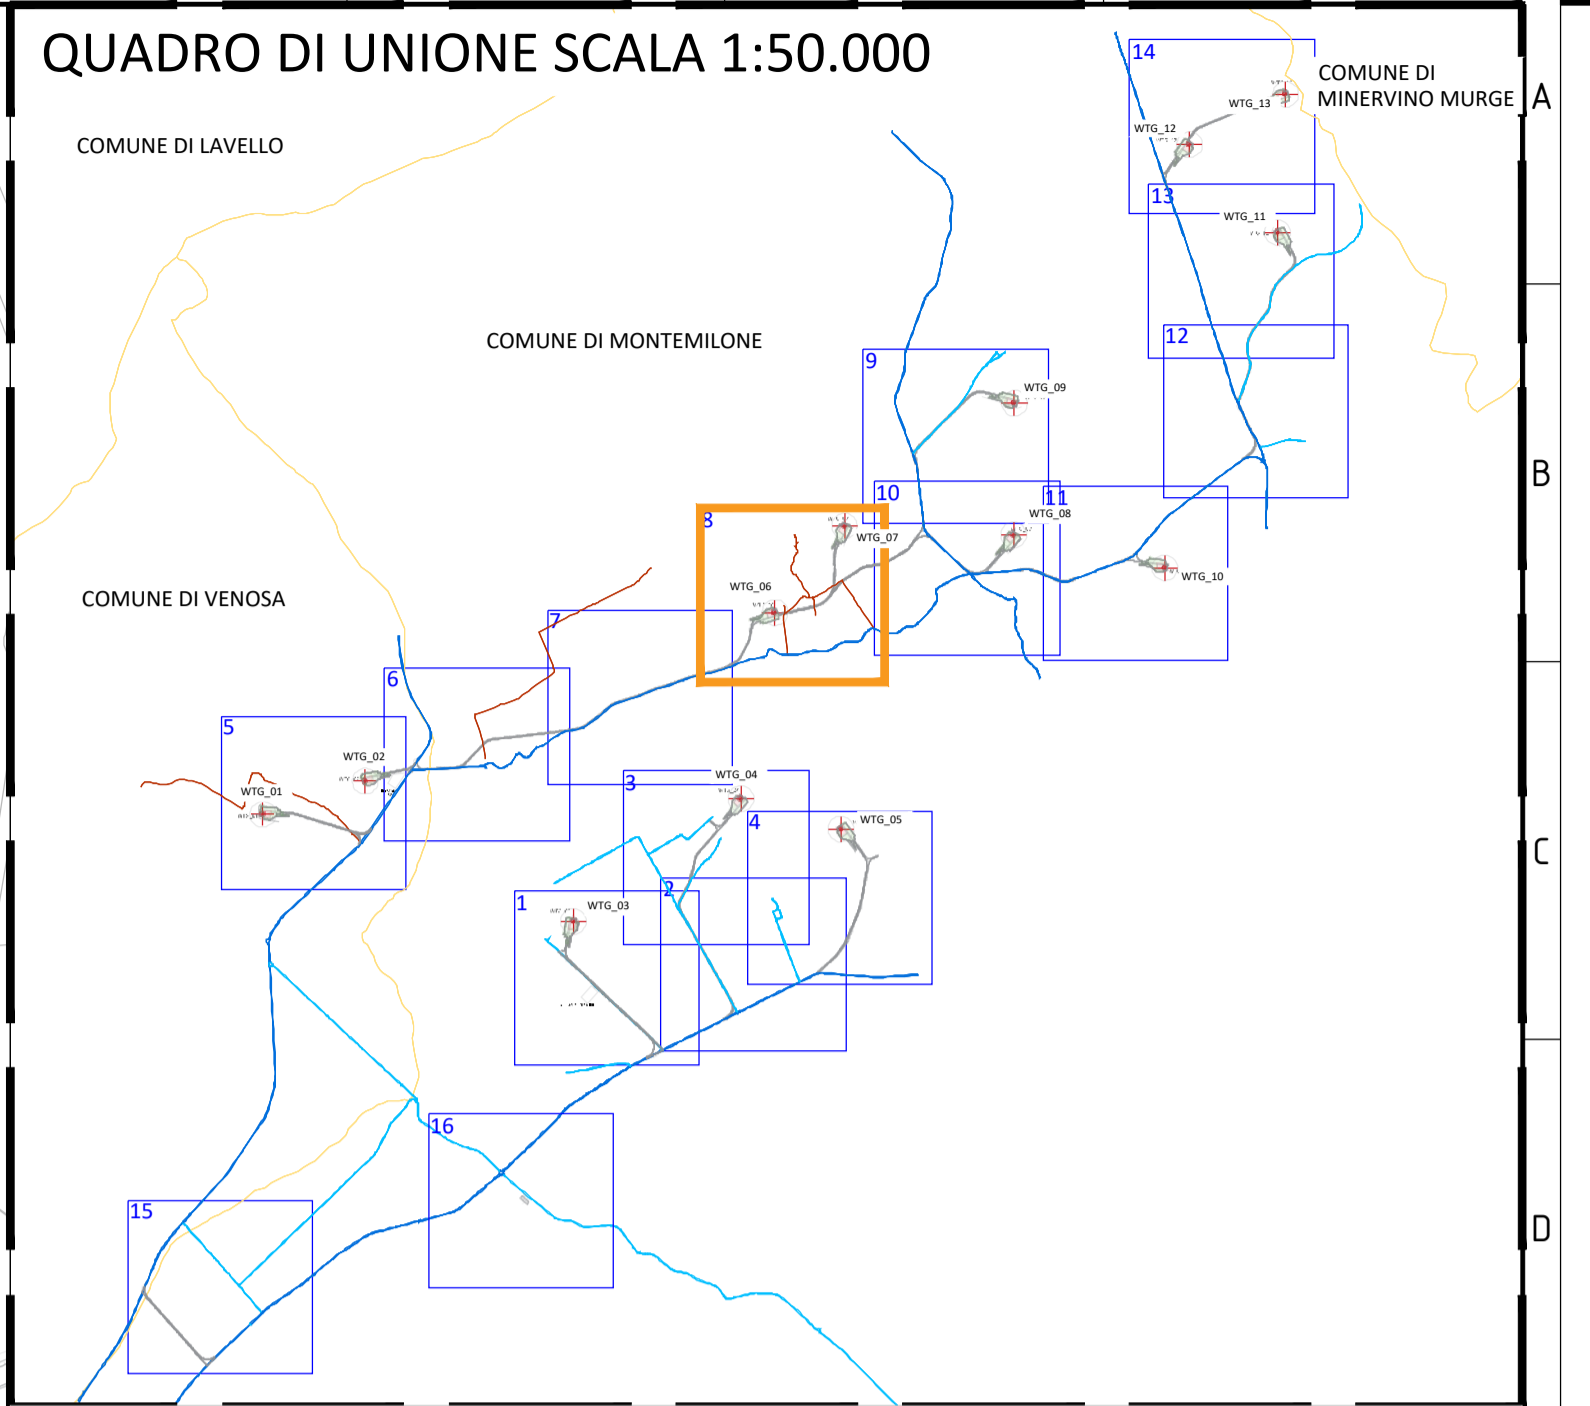 QUADRO DI UNIONE SCALA 1:50.000
14
COMUNE DI
MINERVINO MURGE
A
WTG_13
WTG_12
COMUNE DI LAVELLO
13
WTG_11
12
COMUNE DI MONTEMILONE
9
WTG_09
B
10
11
WTG_08
8
WTG_07
WTG_10
WTG_06
COMUNE DI VENOSA
7
6
5
WTG_02
WTG_01
3
WTG_04
4
WTG_05
C
2
1
WTG_03
16
15
D